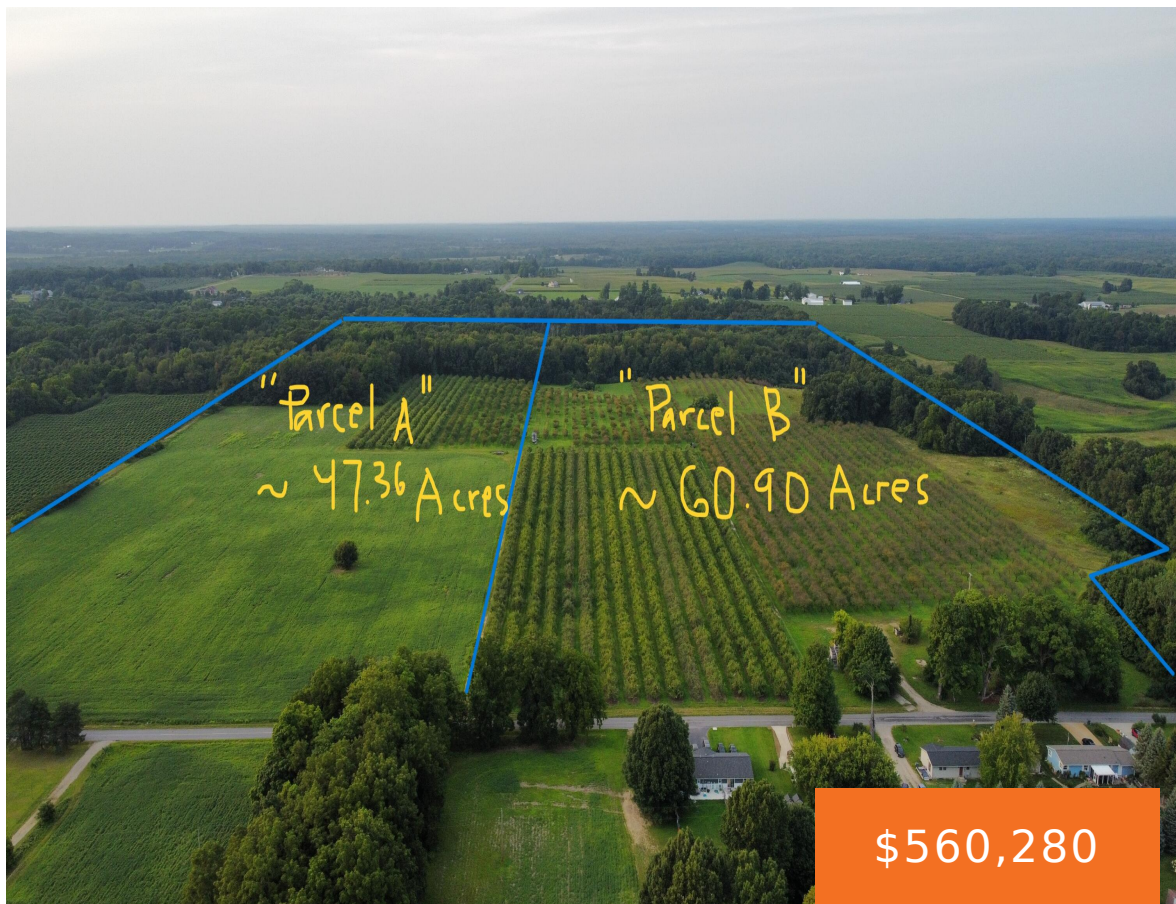 "Parcel A"
~ 47.36 Acres
"Parcel B"
~ 60.90 Acres
$560,280